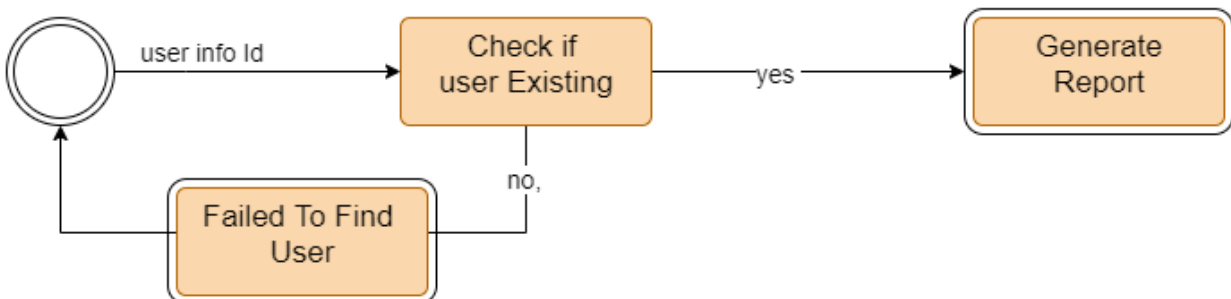 user info Id
Check if
user Existing
yes
Generate
Report
no,
Failed To Find
User